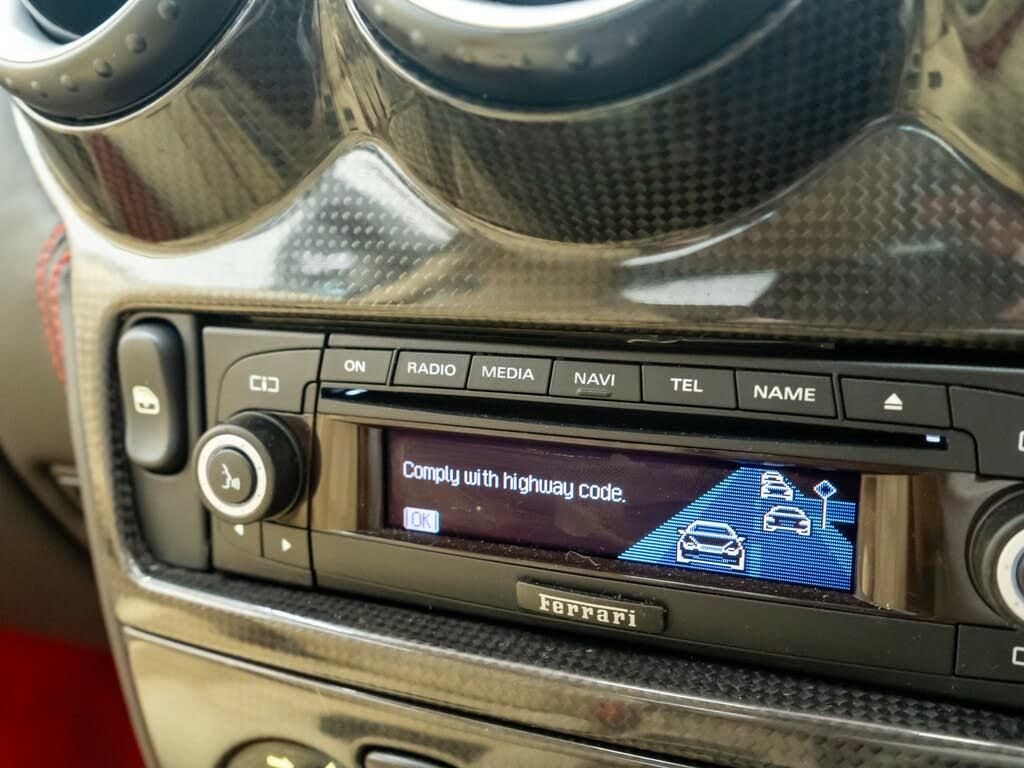 ON
RADIO
MEDIA
NAVI
TEL
NAME
Comply with highway code.
OK
Ferrari